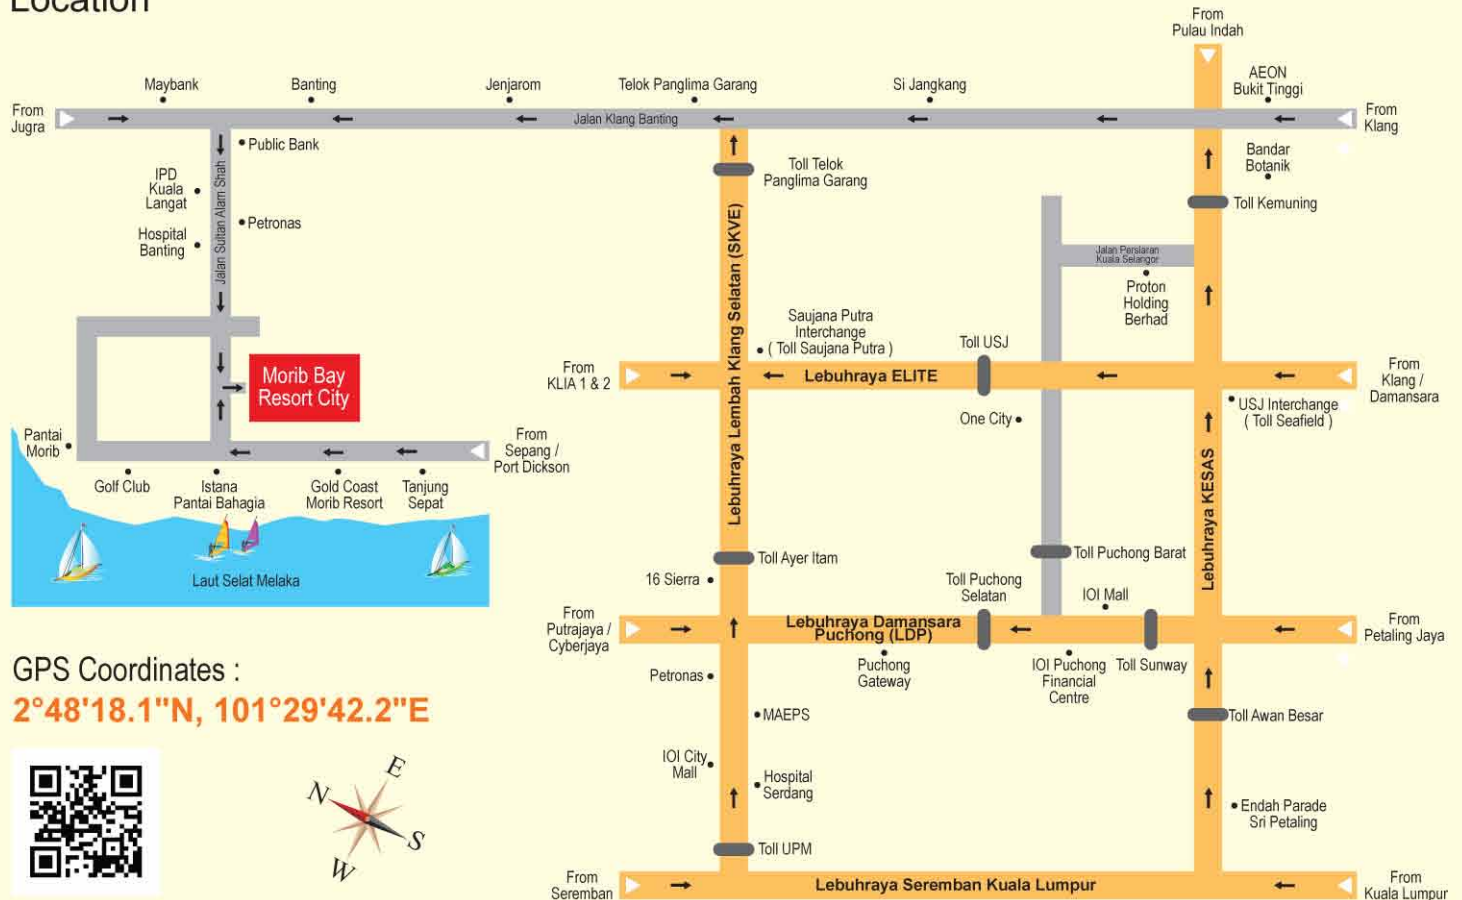 Location
From
Pulau Indah
Maybank
Banting
Jenjarom
Telok Panglima Garang
Si Jangkang
AEON
Bukit Tinggi
From
Jugra
Jalan Klang Banting
From
Klang
Public Bank
IPD
Kuala
Langat
Jalan Sultan Alam Shah
Petronas
Hospital
Banting
Toll Telok
Panglima Garang
Bandar
Botanik
Toll Kemuning
Lebuhraya Lembah Klang Selatan (SKVE)
Jalan Persiaran
Kuala Selangor
Proton
Holding
Berhad
Saujana Putra
Interchange
( Toll Saujana Putra )
Toll USJ
From
KLIA 1 & 2
Lebuhraya ELITE
From
Klang /
Damansara
Morib Bay
Resort City
One City
USJ Interchange
( Toll Seafield )
Pantai
Morib
From
Sepang /
Port Dickson
Golf Club
Istana
Pantai Bahagia
Gold Coast
Morib Resort
Tanjung
Sepat
Lebuhraya KESAS
Laut Selat Melaka
Toll Ayer Itam
Toll Puchong Barat
16 Sierra
Toll Puchong
Selatan
IOI Mall
From
Putrajaya /
Cyberjaya
Lebuhraya Damansara
Puchong (LDP)
From
Petaling Jaya
Puchong
Gateway
IOI Puchong
Financial
Centre
Toll Sunway
GPS Coordinates :
2°48'18.1"N, 101°29'42.2"E
Petronas
MAEPS
Toll Awan Besar
IOI City
Mall
Hospital
Serdang
Endah Parade
Sri Petaling
N
E
S
W
Toll UPM
From
Seremban
Lebuhraya Seremban Kuala Lumpur
From
Kuala Lumpur